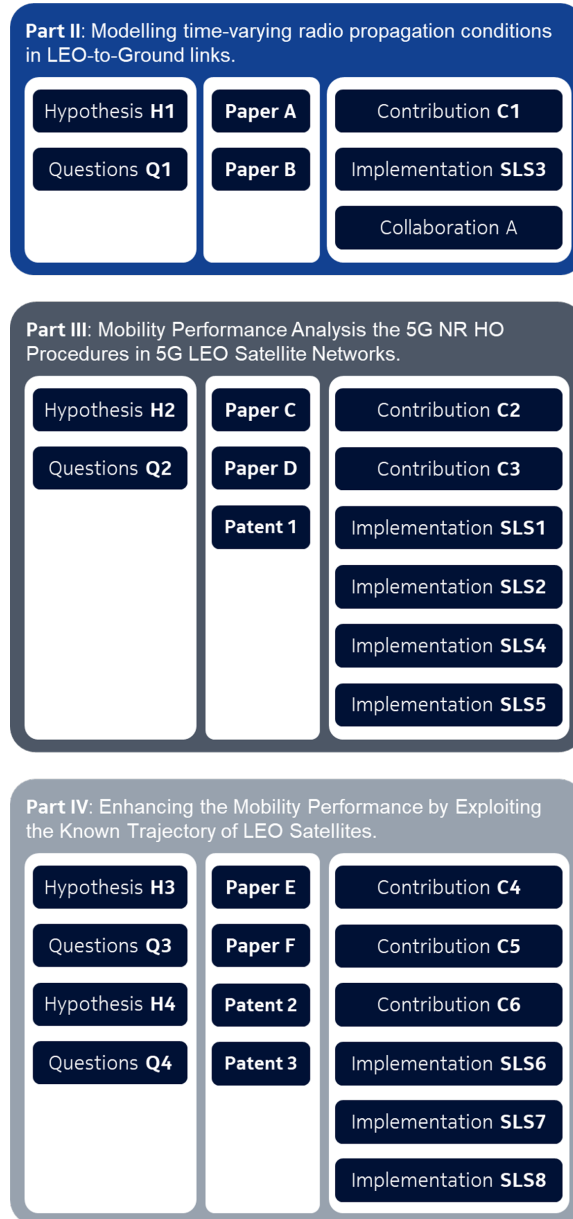 Part II: Modelling time-varying radio propagation conditions
in LEO-to-Ground links.
Hypothesis H1
Questions Q1
Paper A
Paper B
Contribution C1
Implementation SLS3
Collaboration A
Part III: Mobility Performance Analysis the 5G NR HO
Procedures in 5G LEO Satellite Networks.
Hypothesis H2
Questions Q2
Paper C
Paper D
Patent 1
Contribution C2
Contribution C3
Implementation SLS1
Implementation SLS2
Implementation SLS4
Implementation SLS5
Part IV: Enhancing the Mobility Performance by Exploiting
the Known Trajectory of LEO Satellites.
Hypothesis H3
Questions Q3
Hypothesis H4
Questions Q4
Paper E
Paper F
Patent 2
Patent 3
Contribution C4
Contribution C5
Contribution C6
Implementation SLS6
Implementation SLS7
Implementation SLS8